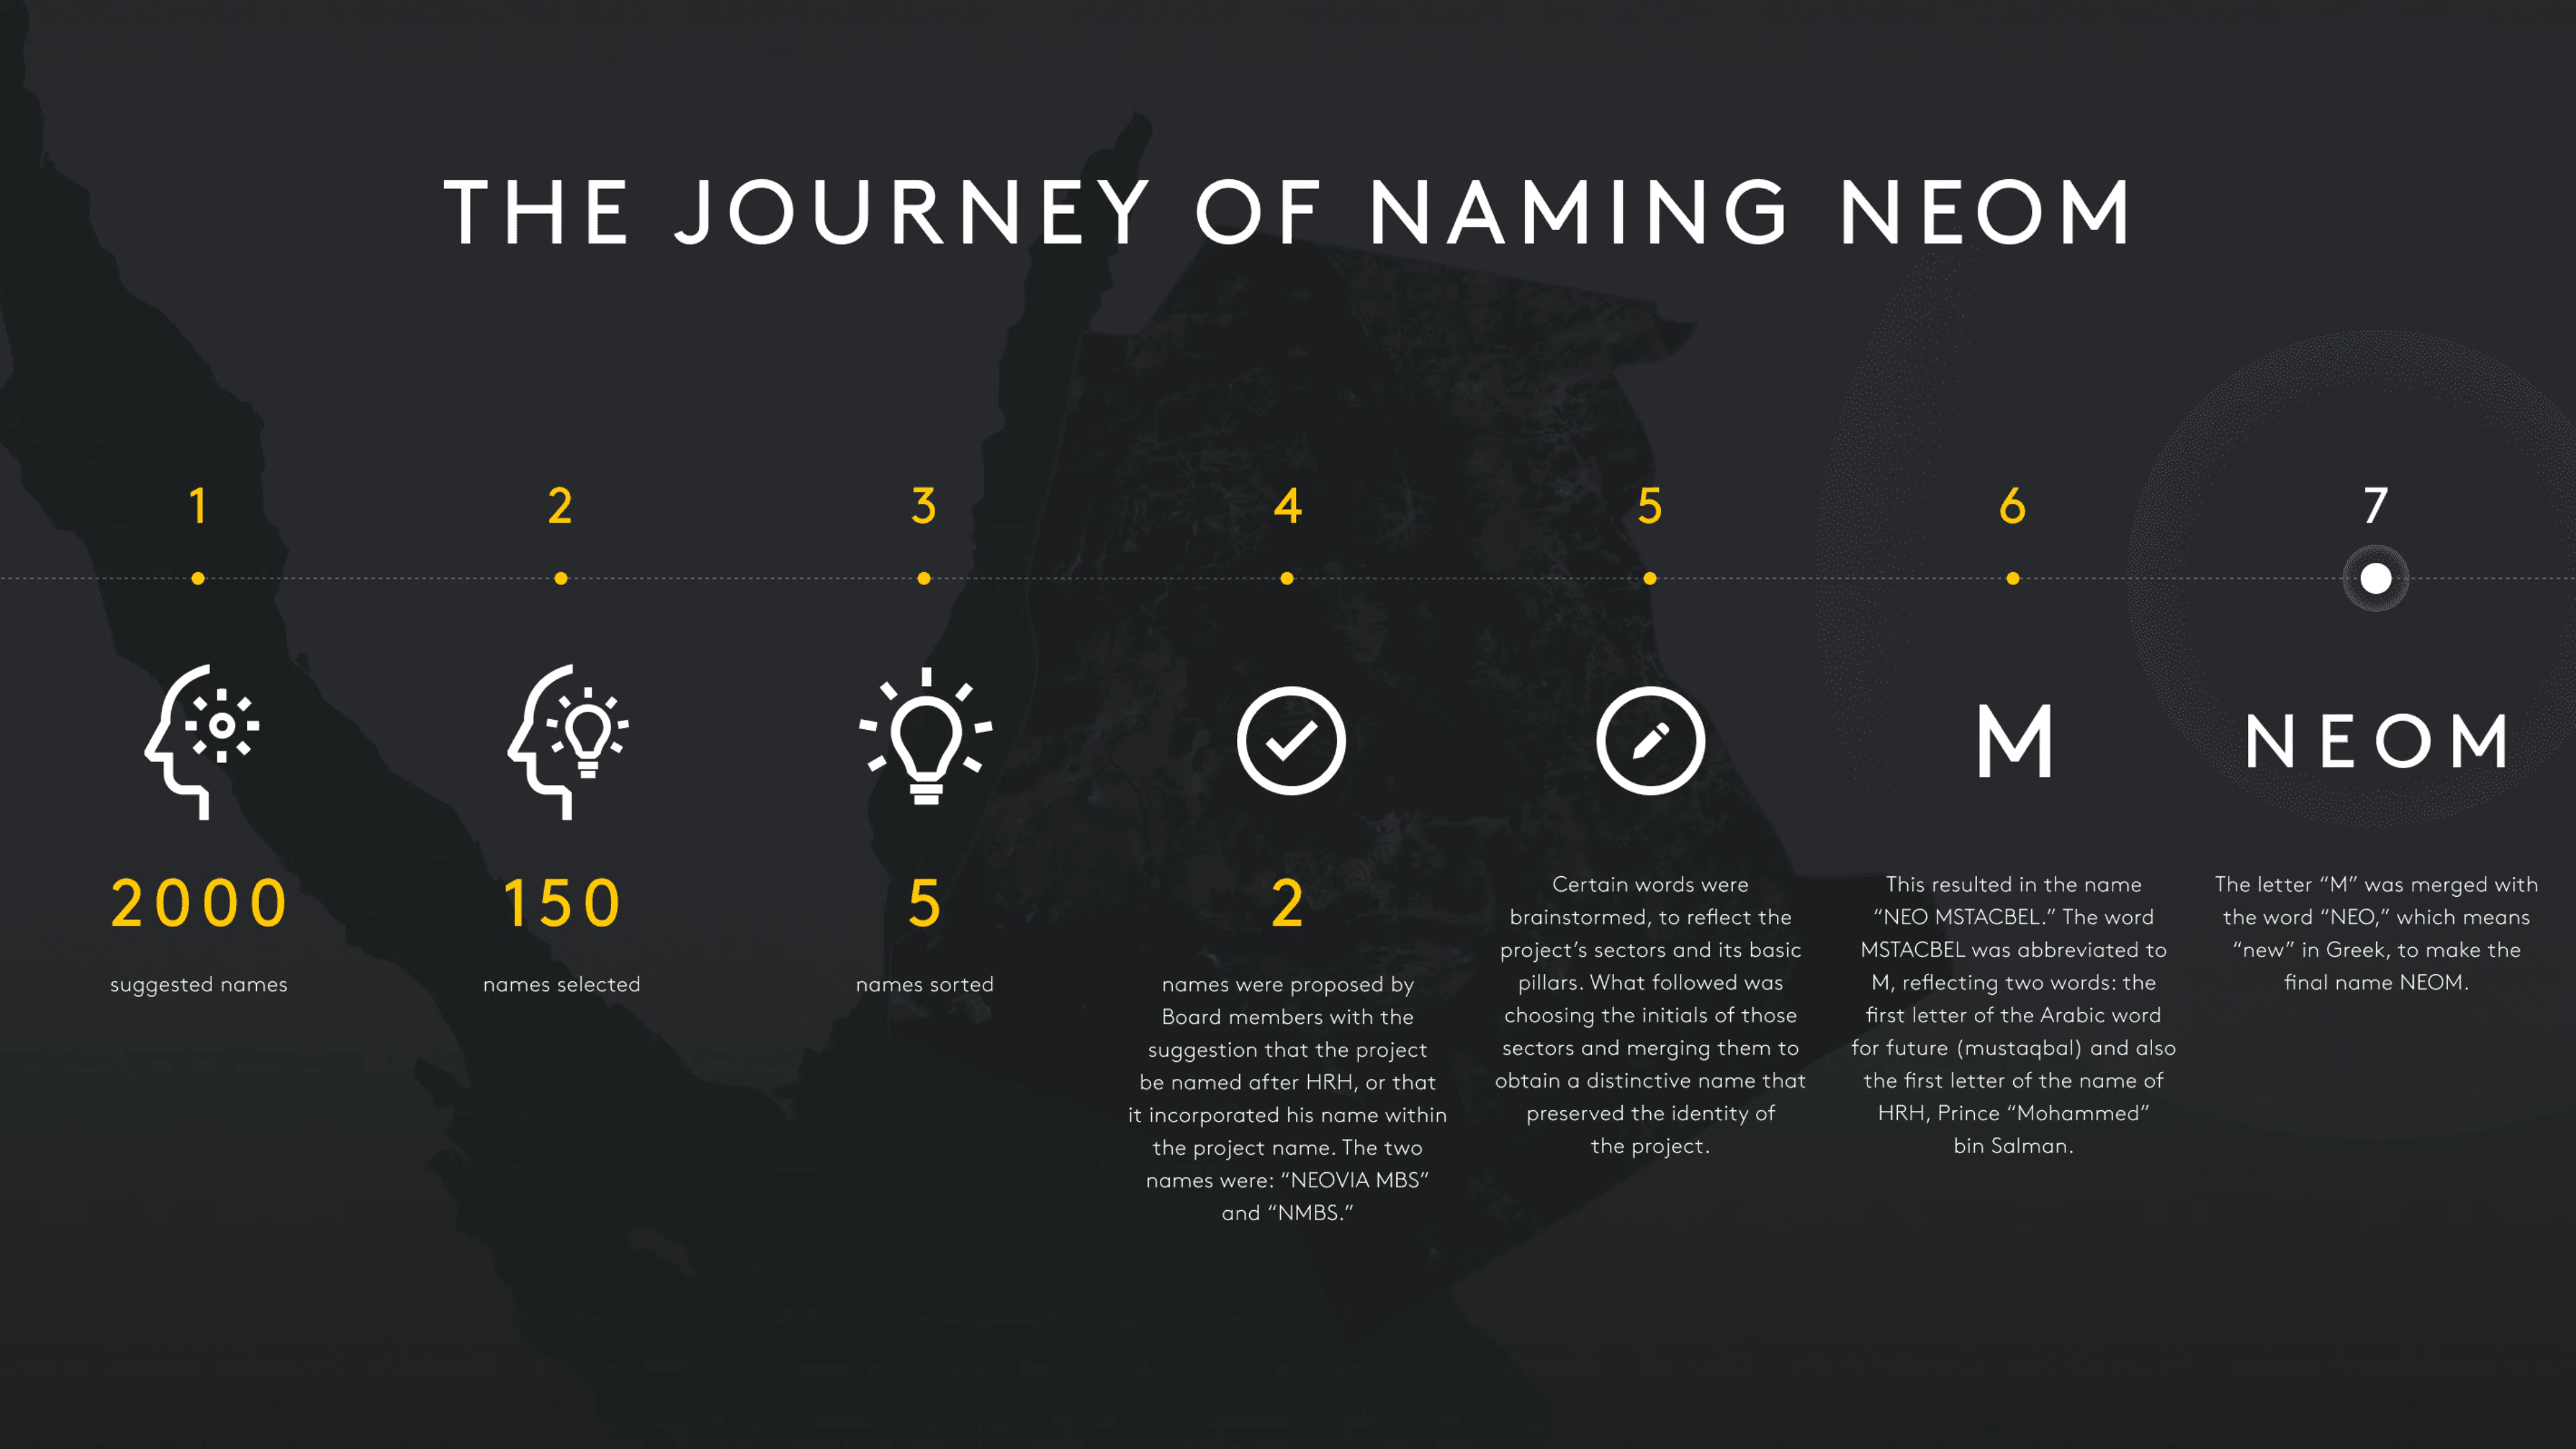 THE JOURNEY OF NAMING NEOM
1
2000
suggested names
2
150
names selected
3
5
names sorted
4
2
names were proposed by
Board members with the
suggestion that the project
be named after HRH, or that
it incorporated his name within
the project name. The two
names were: “NEOVIA MBS”
and “NMBS.”
5
Certain words were
brainstormed, to reflect the
project’s sectors and its basic
pillars. What followed was
choosing the initials of those
sectors and merging them to
obtain a distinctive name that
preserved the identity of
the project.
6
M
This resulted in the name
“NEO MSTACBEL.” The word
MSTACBEL was abbreviated to
M, reflecting two words: the
first letter of the Arabic word
for future (mustaqbal) and also
the first letter of the name of
HRH, Prince “Mohammed”
bin Salman.
7
NEOM
The letter “M” was merged with
the word “NEO,” which means
“new” in Greek, to make the
final name NEOM.